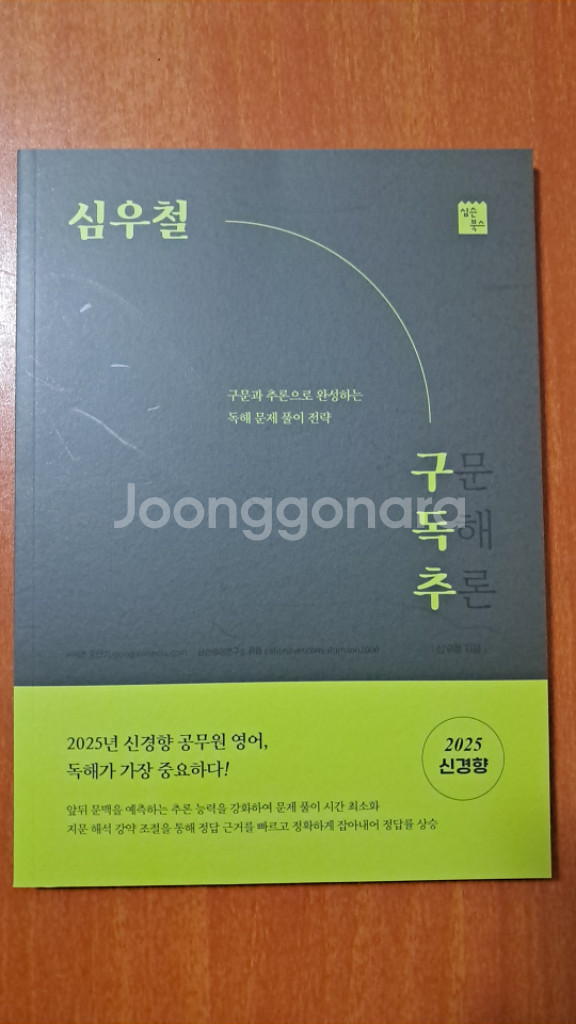 심우철
심슨
북스
구문과 추론으로 완성하는
독해 문제 풀이 전략
구문
독해
추론
Joonggonara
2025년 신경향 공무원 영어,
독해가 가장 중요하다!
2025
신경향
앞뒤 문맥을 예측하는 추론 능력을 강화하여 문제 풀이 시간 최소화
지문 해석 강약 조절을 통해 정답 근거를 빠르고 정확하게 잡아내어 정답률 상승